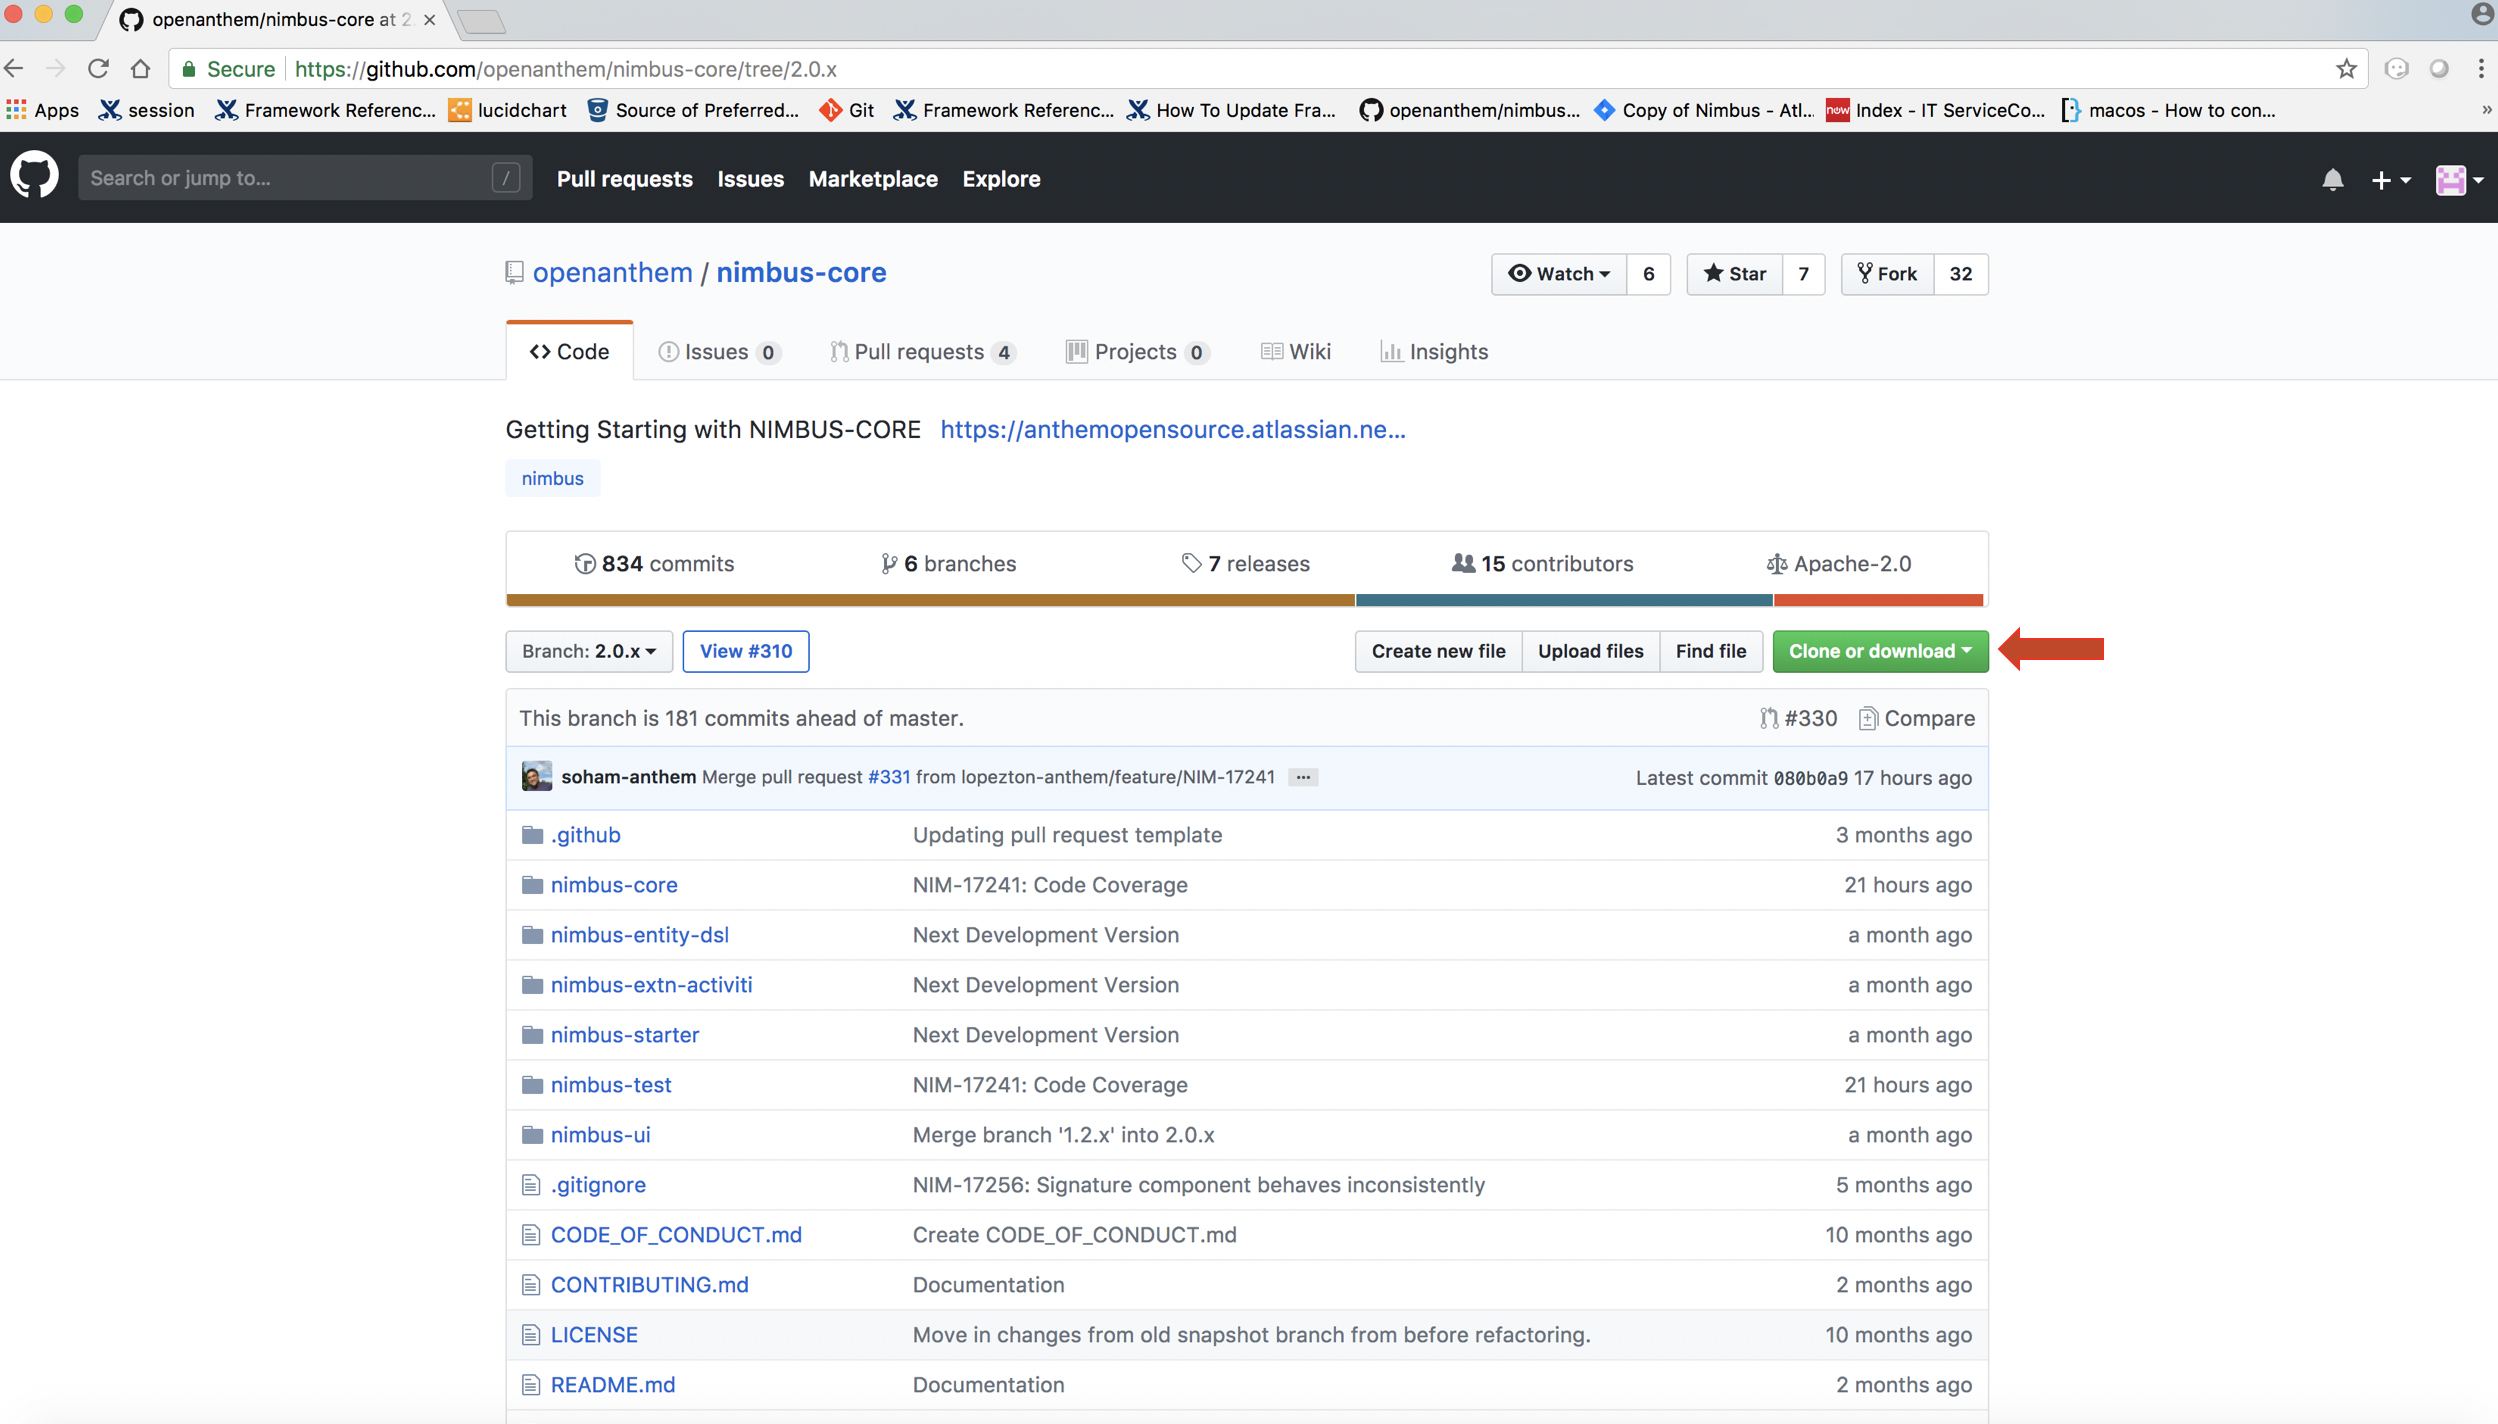 openanthem/nimbus-core at 2.
Secure https://github.com/openanthem/nimbus-core/tree/2.0.x
Apps session Framework Referenc... lucidchart Source of Preferred... Git Framework Referenc... How To Update Fra... openanthem/nimbus... Copy of Nimbus - Atl... now Index - IT ServiceCo... macos - How to con... »
Search or jump to... / Pull requests Issues Marketplace Explore
openanthem / nimbus-core Watch 6 Star 7 Fork 32
Code Issues 0 Pull requests 4 Projects 0 Wiki Insights
Getting Starting with NIMBUS-CORE https://anthemopensource.atlassian.ne...
nimbus
834 commits 6 branches 7 releases 15 contributors Apache-2.0
Branch: 2.0.x View #310 Create new file Upload files Find file Clone or download
This branch is 181 commits ahead of master. #330 Compare
soham-anthem Merge pull request #331 from lopezton-anthem/feature/NIM-17241 ... Latest commit 080b0a9 17 hours ago
.github Updating pull request template 3 months ago
nimbus-core NIM-17241: Code Coverage 21 hours ago
nimbus-entity-dsl Next Development Version a month ago
nimbus-extn-activiti Next Development Version a month ago
nimbus-starter Next Development Version a month ago
nimbus-test NIM-17241: Code Coverage 21 hours ago
nimbus-ui Merge branch '1.2.x' into 2.0.x a month ago
.gitignore NIM-17256: Signature component behaves inconsistently 5 months ago
CODE_OF_CONDUCT.md Create CODE_OF_CONDUCT.md 10 months ago
CONTRIBUTING.md Documentation 2 months ago
LICENSE Move in changes from old snapshot branch from before refactoring. 10 months ago
README.md Documentation 2 months ago